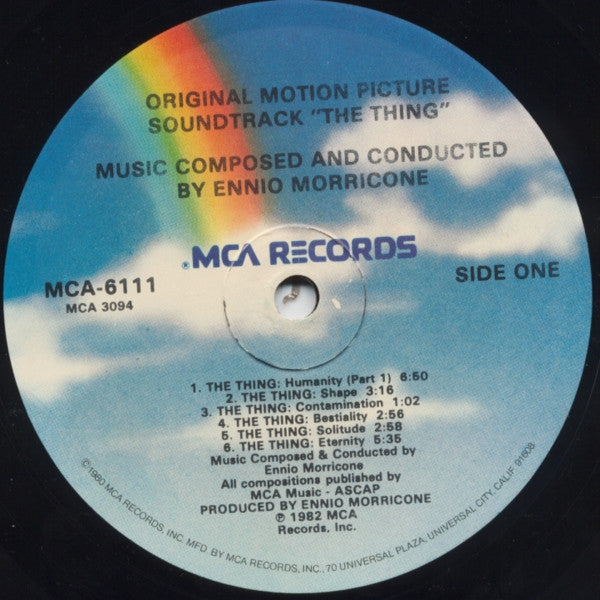 ORIGINAL MOTION PICTURE
SOUNDTRACK "THE THING"
MUSIC COMPOSED AND CONDUCTED
BY ENNIO MORRICONE
®MCA RECORDS
MCA-6111
MCA 3094
SIDE ONE
1. THE THING: Humanity (Part 1) 6:50
2. THE THING: Shape 3:16
3. THE THING: Contamination 1:02
4. THE THING: Bestiality 2:56
5. THE THING: Solitude 2:58
6. THE THING: Eternity 5:35
Music Composed & Conducted by
Ennio Morricone
All compositions published by
MCA Music - ASCAP
PRODUCED BY ENNIO MORRICONE
℗ 1982 MCA
Records, Inc.
©1980 MCA RECORDS, INC. MFD. BY MCA RECORDS, INC., 70 UNIVERSAL PLAZA, UNIVERSAL CITY, CALIF. 91608